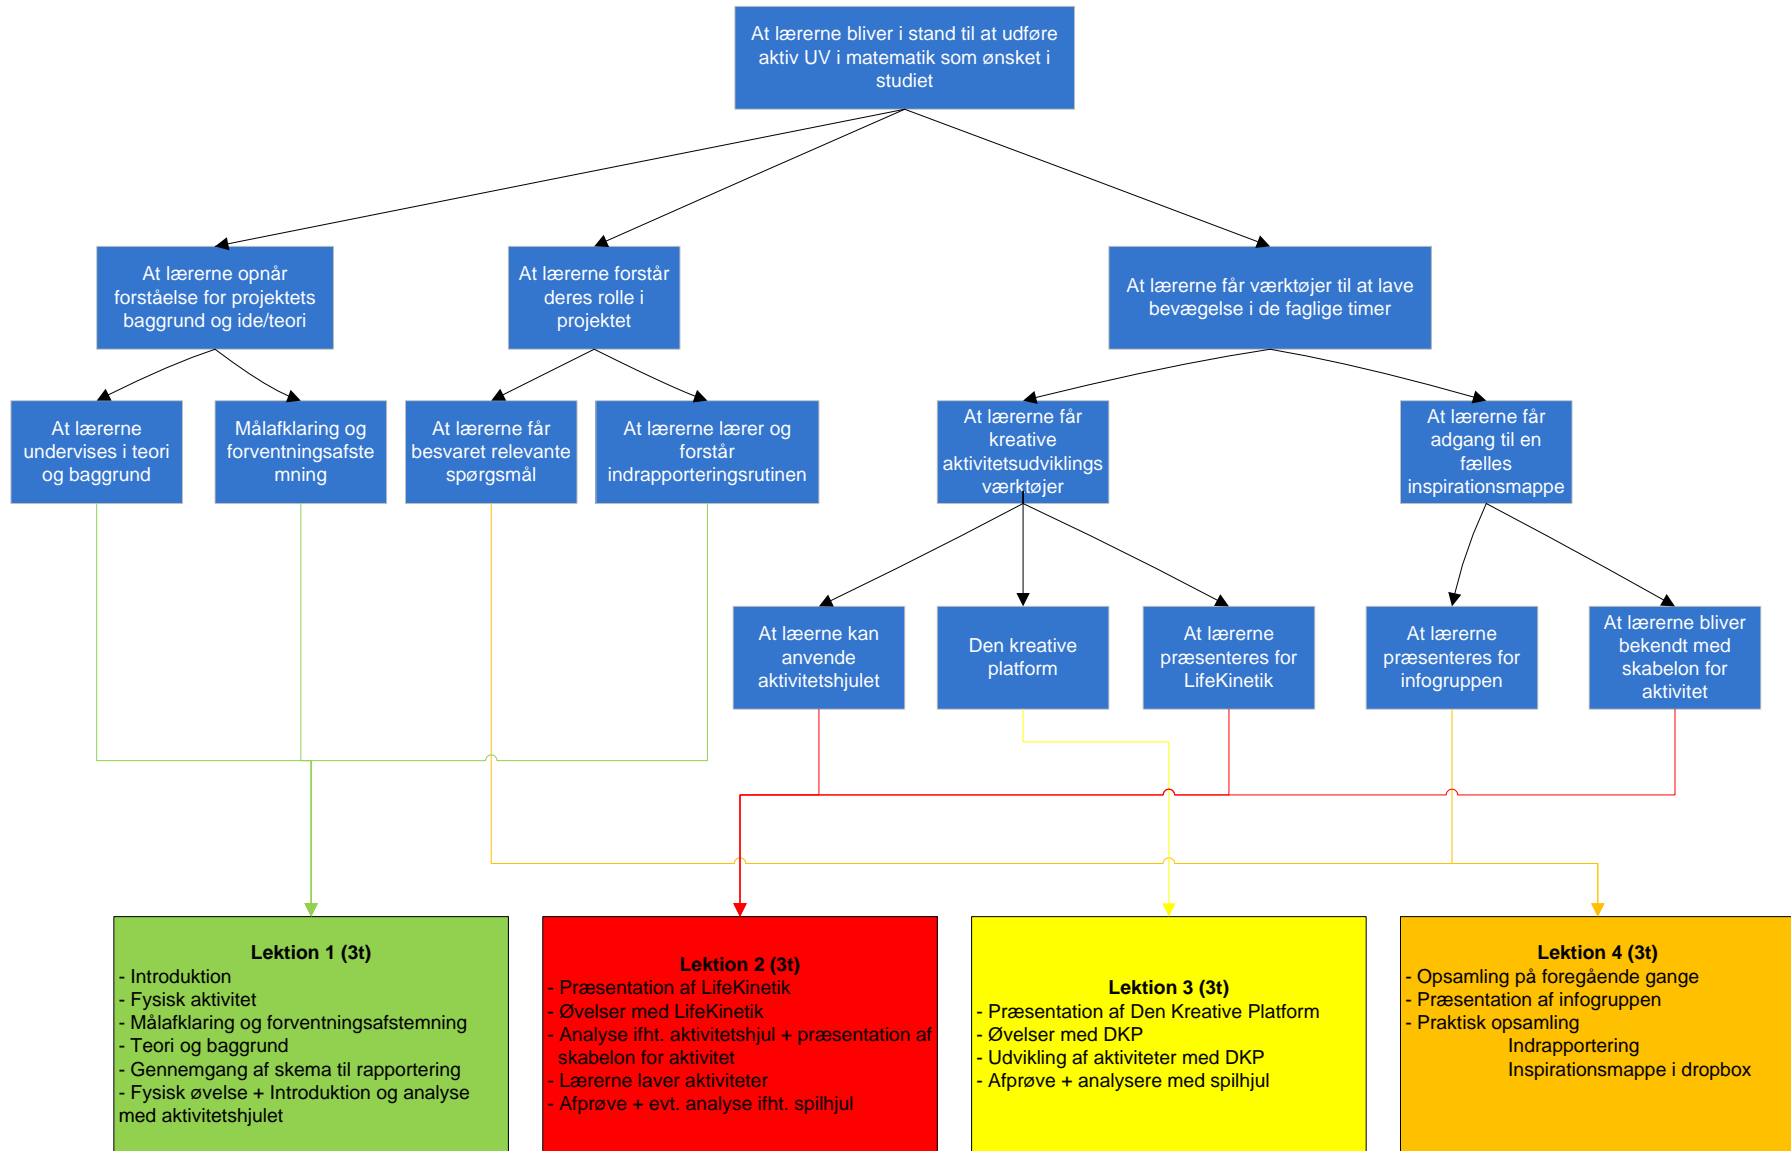 At lærerne bliver i stand til at udføre
aktiv UV i matematik som ønsket i
studiet
At lærerne opnår
forståelse for projektets
baggrund og ide/teori
At lærerne forstår
deres rolle i
projektet
At lærerne får værktøjer til at lave
bevægelse i de faglige timer
At lærerne
undervises i teori
og baggrund
Målafklaring og
forventningsafste
mning
At lærerne får
besvaret relevante
spørgsmål
At lærerne lærer og
forstår
indrapporteringsrutinen
At lærerne får
kreative
aktivitetsudviklings
værktøjer
At lærerne får
adgang til en
fælles
inspirationsmappe
At læerne kan
anvende
aktivitetshjulet
Den kreative
platform
At lærerne
præsenteres for
LifeKinetik
At lærerne
præsenteres for
infogruppen
At lærerne bliver
bekendt med
skabelon for
aktivitet
Lektion 1 (3t)
- Introduktion
- Fysisk aktivitet
- Målafklaring og forventningsafstemning
- Teori og baggrund
- Gennemgang af skema til rapportering
- Fysisk øvelse + Introduktion og analyse
med aktivitetshjulet
Lektion 2 (3t)
- Præsentation af LifeKinetik
- Øvelser med LifeKinetik
- Analyse ifht. aktivitetshjul + præsentation af
skabelon for aktivitet
- Lærerne laver aktiviteter
- Afprøve + evt. analyse ifht. spilhjul
Lektion 3 (3t)
- Præsentation af Den Kreative Platform
- Øvelser med DKP
- Udvikling af aktiviteter med DKP
- Afprøve + analysere med spilhjul
Lektion 4 (3t)
- Opsamling på foregående gange
- Præsentation af infogruppen
- Praktisk opsamling
Indrapportering
Inspirationsmappe i dropbox